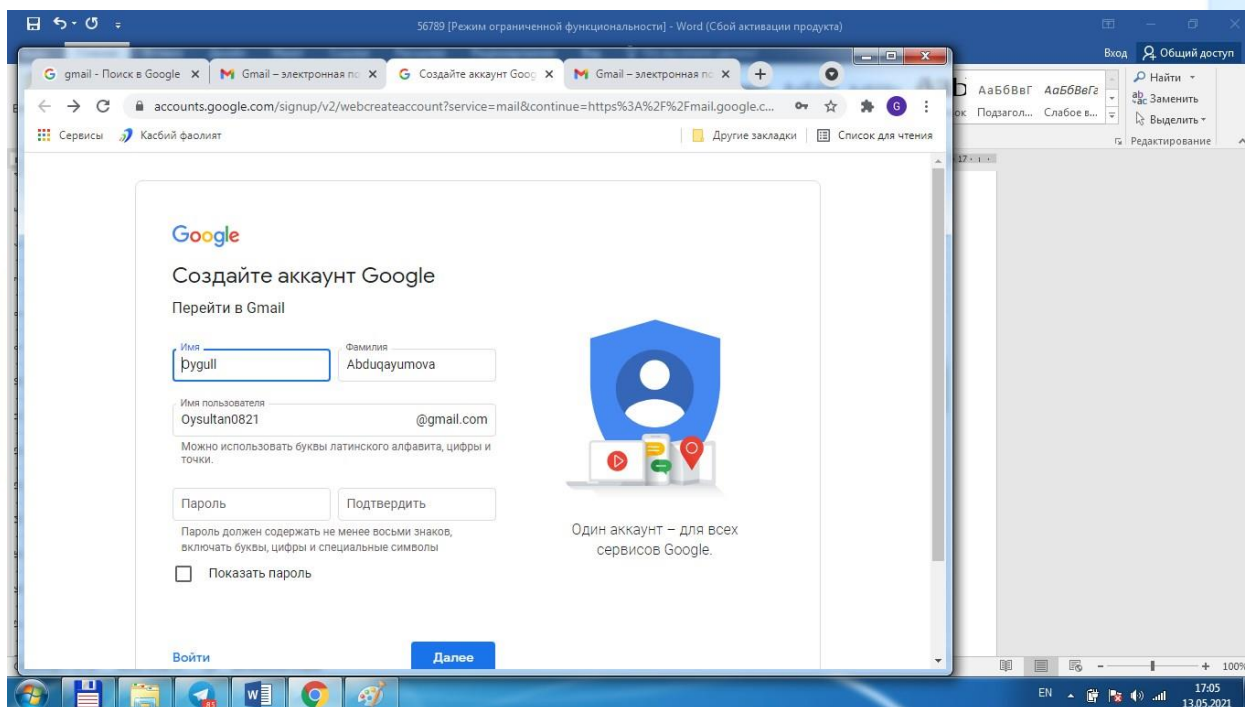 56789 [Режим ограниченной функциональности] - Word (Сбой активации продукта)
Вход Общий доступ
gmail - Поиск в Google
Gmail – электронная по
Создайте аккаунт Goog
Gmail – электронная по
accounts.google.com/signup/v2/webcreateaccount?service=mail&continue=https%3A%2F%2Fmail.google.c...
G
Сервисы Касбий фаолият Другие закладки Список для чтения
АаБбВвГ АаБбВвГг
Подзагол... Слабое в...
Найти
Заменить
Выделить
Редактирование
17
Google
Создайте аккаунт Google
Перейти в Gmail
Имя Фамилия
Oygull Abduqayumova
Имя пользователя
Oysultan0821 @gmail.com
Можно использовать буквы латинского алфавита, цифры и
точки.
Пароль Подтвердить
Пароль должен содержать не менее восьми знаков,
включать буквы, цифры и специальные символы
Показать пароль
Один аккаунт – для всех
сервисов Google.
Войти Далее
100%
EN 17:05
13.05.2021